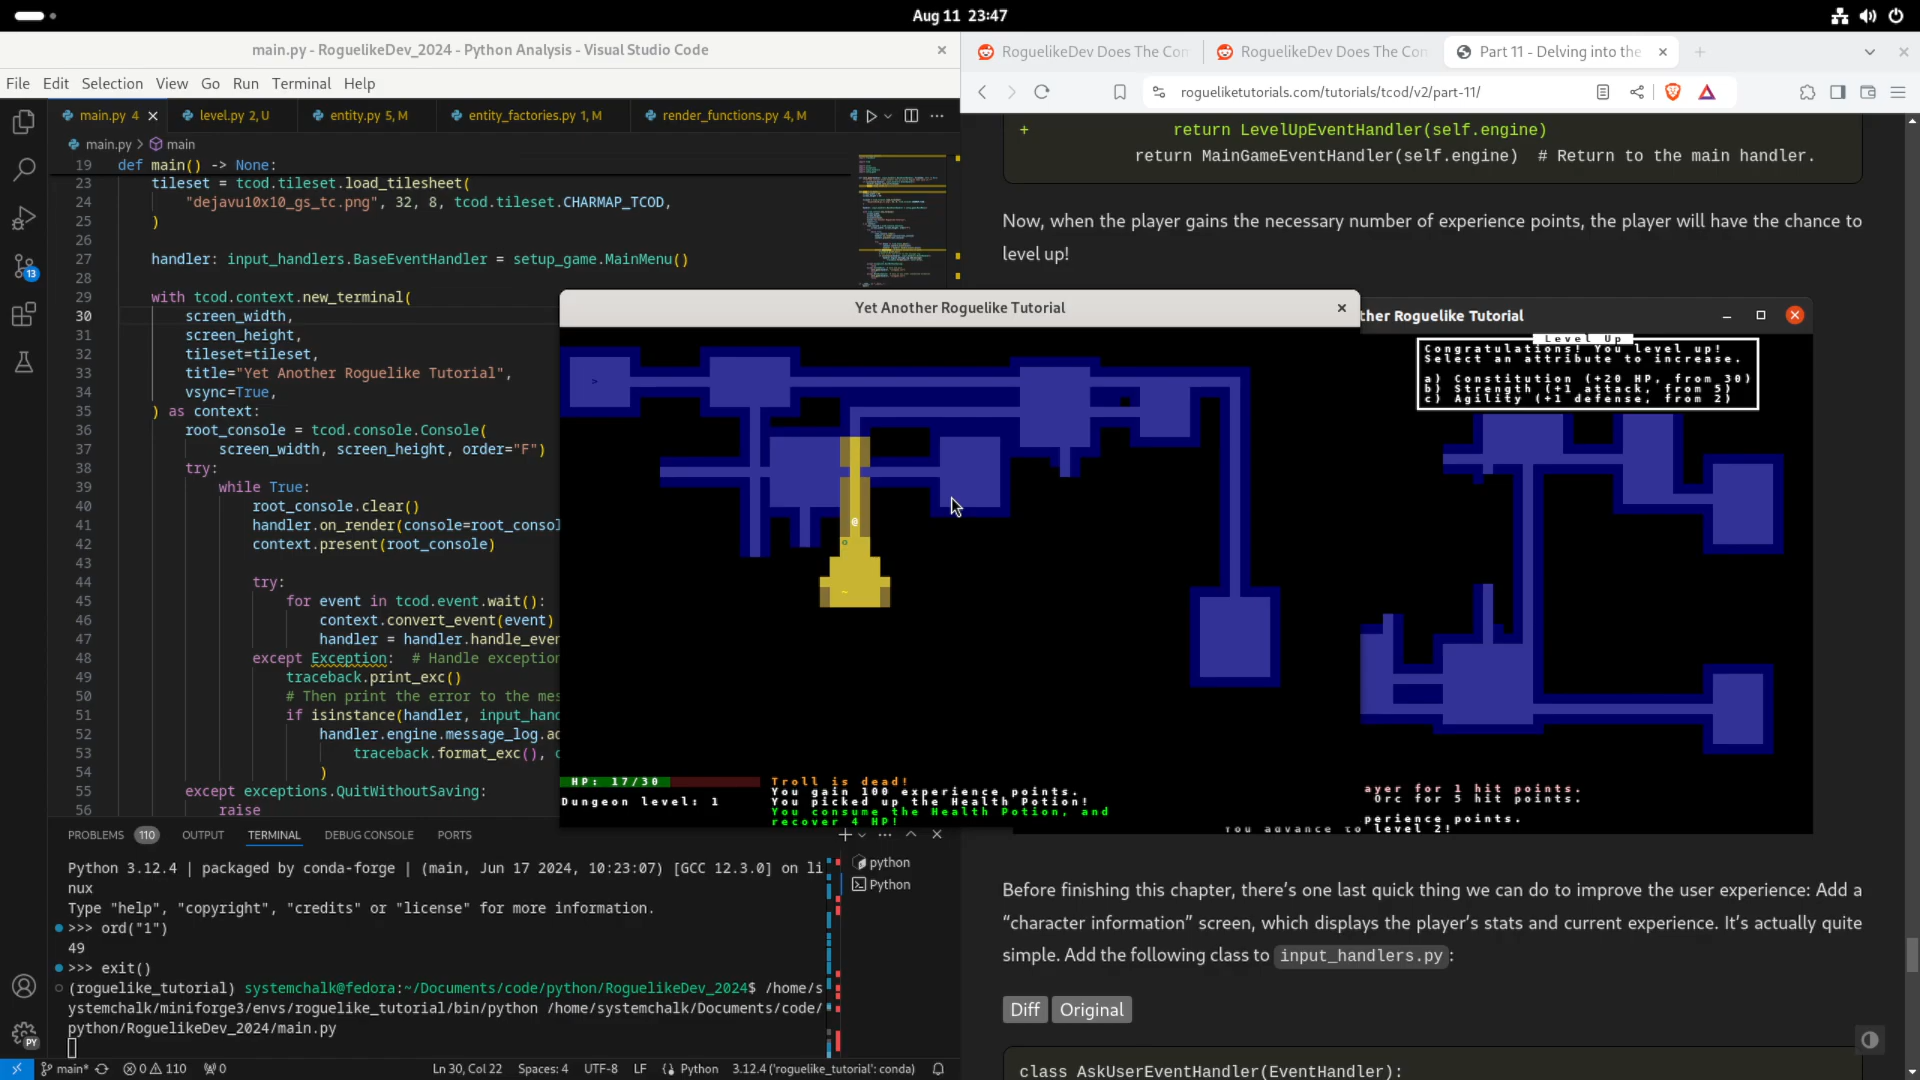 Aug 11 23:47
main.py - RoguelikeDev_2024 - Python Analysis - Visual Studio Code
File Edit Selection View Go Run Terminal Help
main.py 4
level.py 2, U
entity.py 5, M
entity_factories.py 1, M
render_functions.py 4, M
main.py > main
19 def main() -> None:
23 tileset = tcod.tileset.load_tilesheet(
24 "dejavu10x10_gs_tc.png", 32, 8, tcod.tileset.CHARMAP_TCOD,
25 )
26
27 handler: input_handlers.BaseEventHandler = setup_game.MainMenu()
28
29 with tcod.context.new_terminal(
30 screen_width,
31 screen_height,
32 tileset=tileset,
33 title="Yet Another Roguelike Tutorial",
34 vsync=True,
35 ) as context:
36 root_console = tcod.console.Console(
37 screen_width, screen_height, order="F")
38 try:
39 while True:
40 root_console.clear()
41 handler.on_render(console=root_consol
42 context.present(root_console)
43
44 try:
45 for event in tcod.event.wait():
46 context.convert_event(event)
47 handler = handler.handle_even
48 except Exception: # Handle exception
49 traceback.print_exc()
50 # Then print the error to the mes
51 if isinstance(handler, input_hand
52 handler.engine.message_log.ad
53 traceback.format_exc(), c
54 )
55 except exceptions.QuitWithoutSaving:
56 raise
PROBLEMS 110 OUTPUT TERMINAL DEBUG CONSOLE PORTS
Python 3.12.4 | packaged by conda-forge | (main, Jun 17 2024, 10:23:07) [GCC 12.3.0] on li
nux
Type "help", "copyright", "credits" or "license" for more information.
>>> ord("1")
49
>>> exit()
(roguelike_tutorial) systemchalk@fedora:~/Documents/code/python/RoguelikeDev_2024$ /home/s
ystemchalk/miniforge3/envs/roguelike_tutorial/bin/python /home/systemchalk/Documents/code/
python/RoguelikeDev_2024/main.py
python
Python
13
PY
main* 0 110 0 Ln 30, Col 22 Spaces: 4 UTF-8 LF Python 3.12.4 ('roguelike_tutorial': conda)
RoguelikeDev Does The Con
RoguelikeDev Does The Con
Part 11 - Delving into the
rogueliketutorials.com/tutorials/tcod/v2/part-11/
+ return LevelUpEventHandler(self.engine)
return MainGameEventHandler(self.engine) # Return to the main handler.
Now, when the player gains the necessary number of experience points, the player will have the chance to
level up!
Yet Another Roguelike Tutorial
>
@
o
~
HP: 17/30
Dungeon level: 1
Troll is dead!
You gain 100 experience points.
You picked up the Health Potion!
You consume the Health Potion, and
recover 4 HP!
ther Roguelike Tutorial
Level Up
Congratulations! You level up!
Select an attribute to increase.
a) Constitution (+20 HP, from 30)
b) Strength (+1 attack, from 5)
c) Agility (+1 defense, from 2)
ayer for 1 hit points.
Orc for 5 hit points.
perience points.
You advance to level 2!
Before finishing this chapter, there's one last quick thing we can do to improve the user experience: Add a
“character information” screen, which displays the player's stats and current experience. It's actually quite
simple. Add the following class to input_handlers.py:
Diff Original
class AskUserEventHandler(EventHandler):